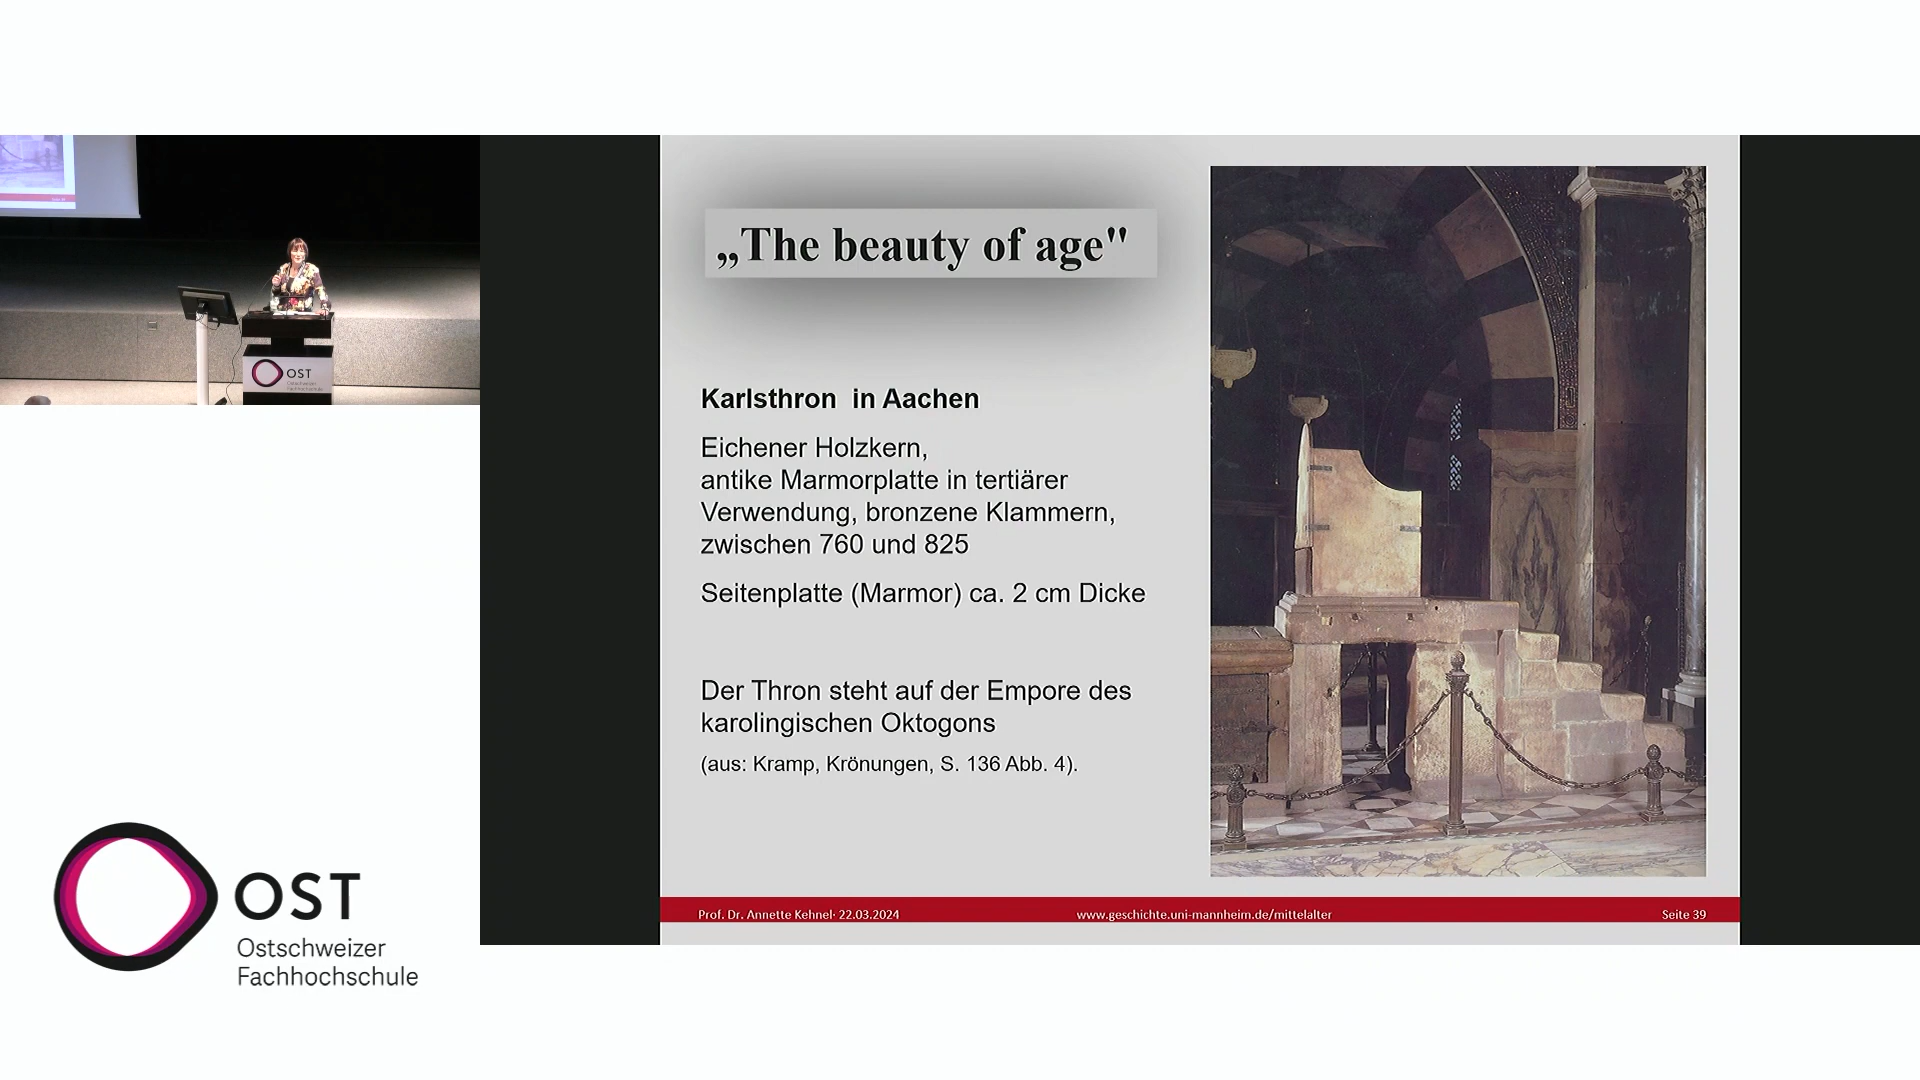 „The beauty of age"
Karlsthron in Aachen
Eichener Holzkern,
antike Marmorplatte in tertiärer
Verwendung, bronzene Klammern,
zwischen 760 und 825
Seitenplatte (Marmor) ca. 2 cm Dicke
Der Thron steht auf der Empore des
karolingischen Oktogons
(aus: Kramp, Krönungen, S. 136 Abb. 4).
Prof. Dr. Annette Kehnel· 22.03.2024
www.geschichte.uni-mannheim.de/mittelalter
Seite 39
OST
Ostschweizer
Fachhochschule
OST
Ostschweizer
Fachhochschule